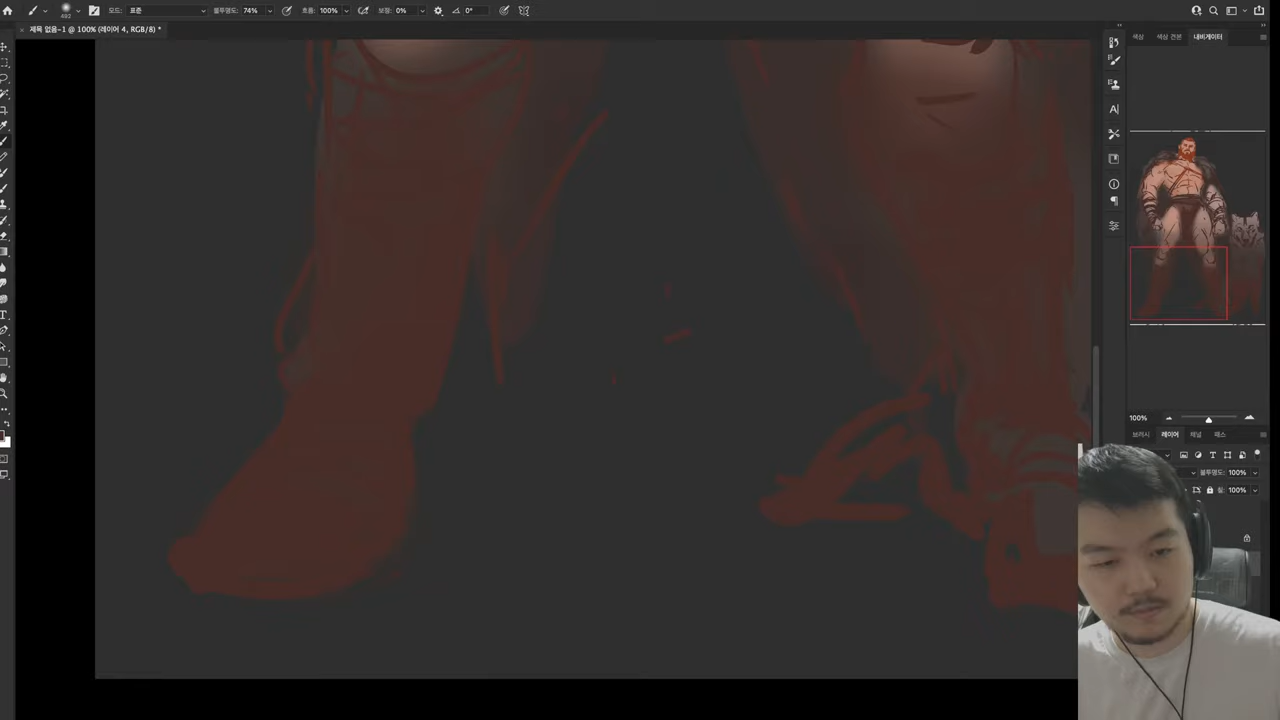 모드: 표준 불투명도: 74% 흐름: 100% 보정: 0% 0°
제목 없음-1 @ 100% (레이어 4, RGB/8) *
색상 색상 견본 내비게이터
100%
브러시 레이어 채널 패스
불투명도: 100%
칠: 100%